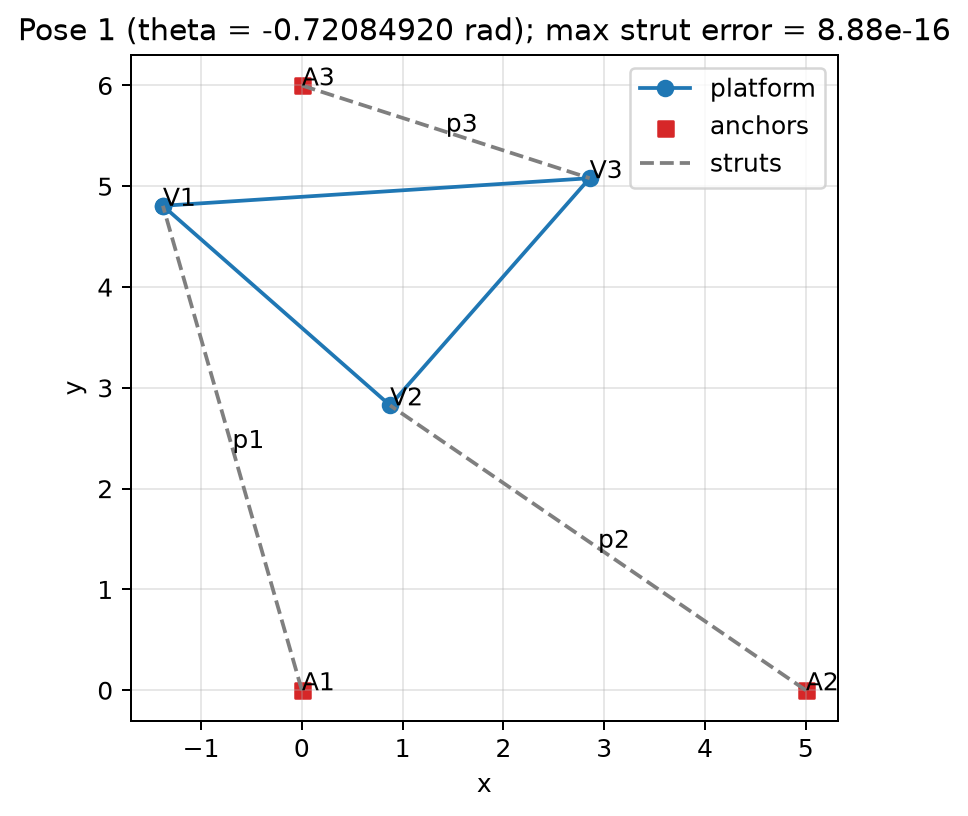 Pose 1 (theta = -0.72084920 rad); max strut error = 8.88e-16
A3
platform
anchors
struts
p3
V3
V1
V2
p1
p2
A1
A2
6
5
4
3
2
1
0
y
−1 0 1 2 3 4 5
x